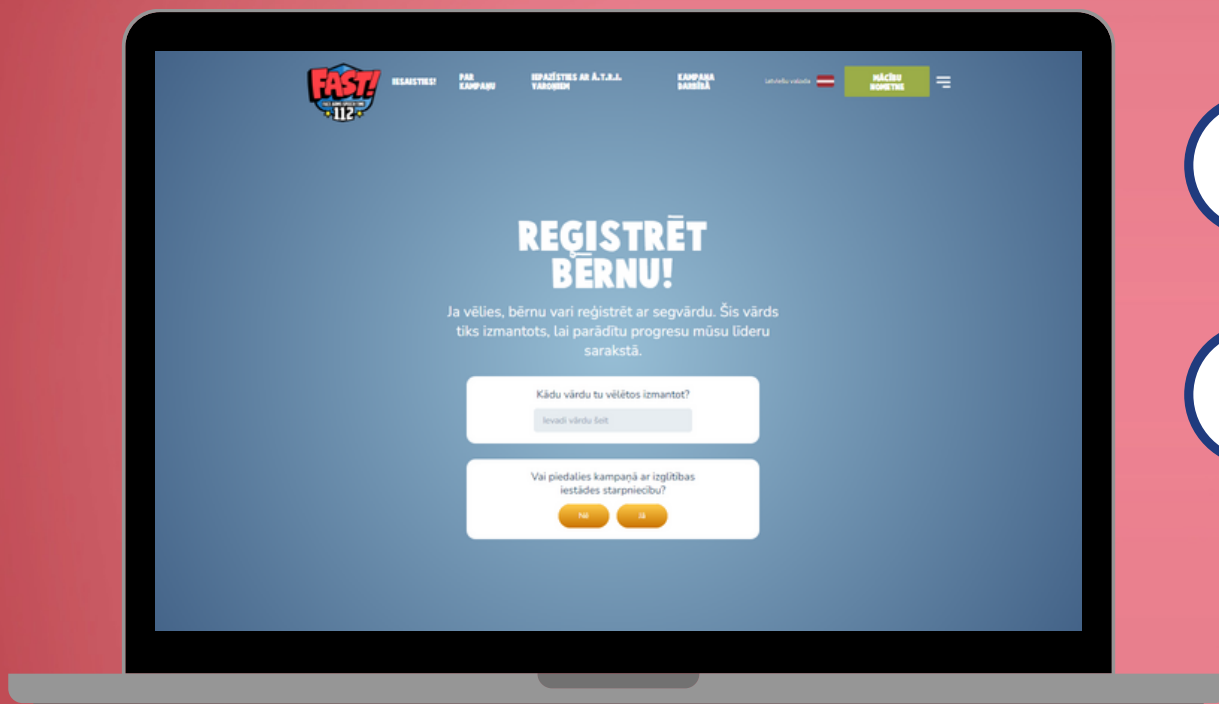 FAST!
112
IESAISTIES!
PAR
KAMPAŅU
IEPAZĪSTIES AR Ā.T.R.I.
VAROŅIEM
KAMPAŅA
DARBĪBĀ
Latviešu valoda
MĀCĪBU
NOMETNE
REĢISTRĒT
BĒRNU!
Ja vēlies, bērnu vari reģistrēt ar segvārdu. Šis vārds
tiks izmantots, lai parādītu progresu mūsu līderu
sarakstā.
Kādu vārdu tu vēlētos izmantot?
Ievadi vārdu šeit
Vai piedalies kampaņā ar izglītības
iestādes starpniecību?
Nē
Jā